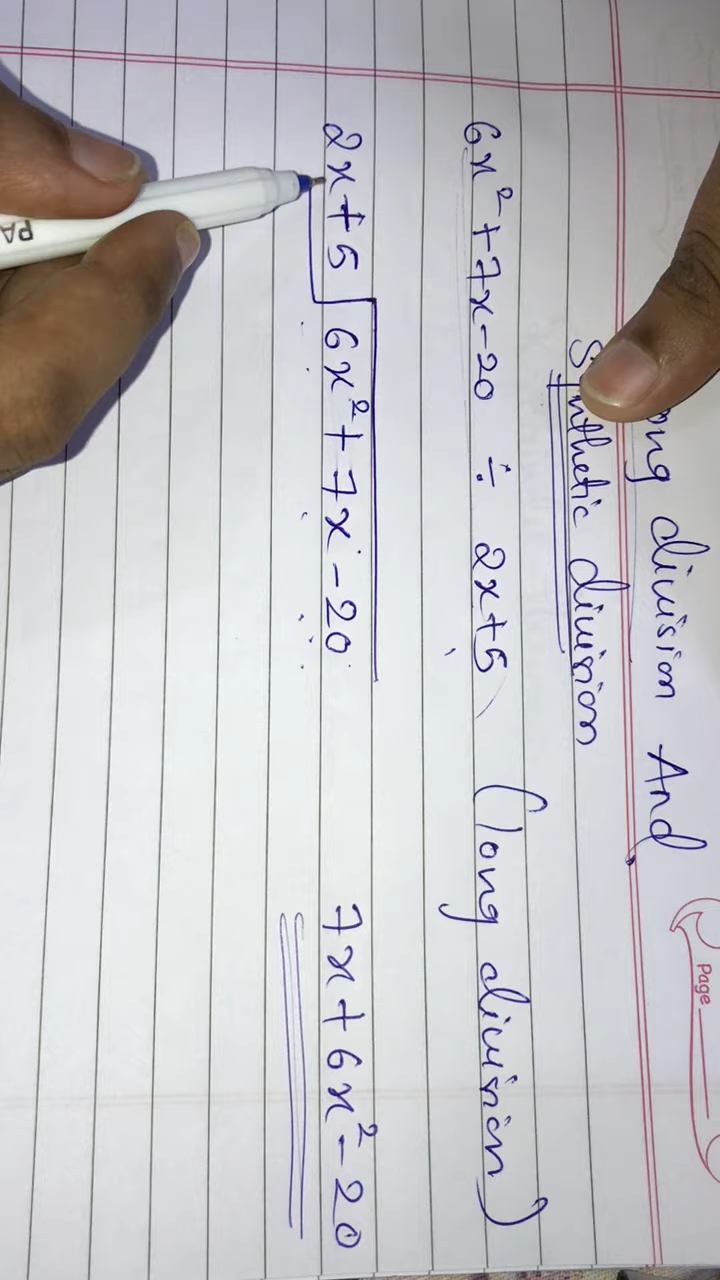 Page
ong division And
Synthetic division
6x² + 7x - 20 ÷ 2x + 5 (long division)
2x + 5 6x² + 7x - 20 7x + 6x² - 20
PA